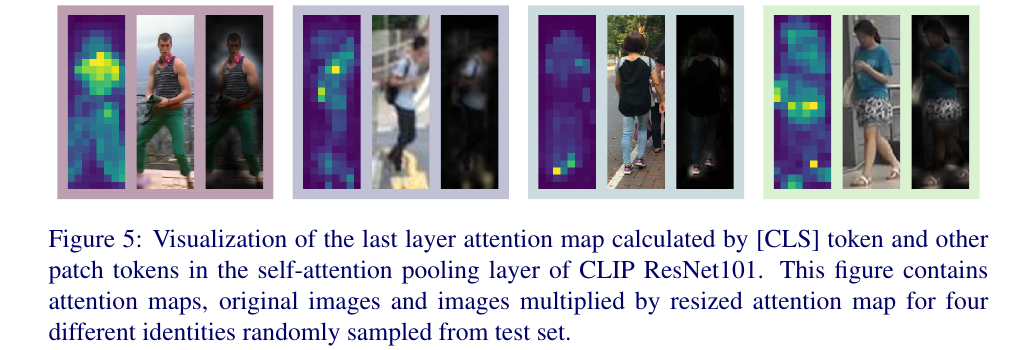 Figure 5: Visualization of the last layer attention map calculated by [CLS] token and other
patch tokens in the self-attention pooling layer of CLIP ResNet101. This figure contains
attention maps, original images and images multiplied by resized attention map for four
different identities randomly sampled from test set.